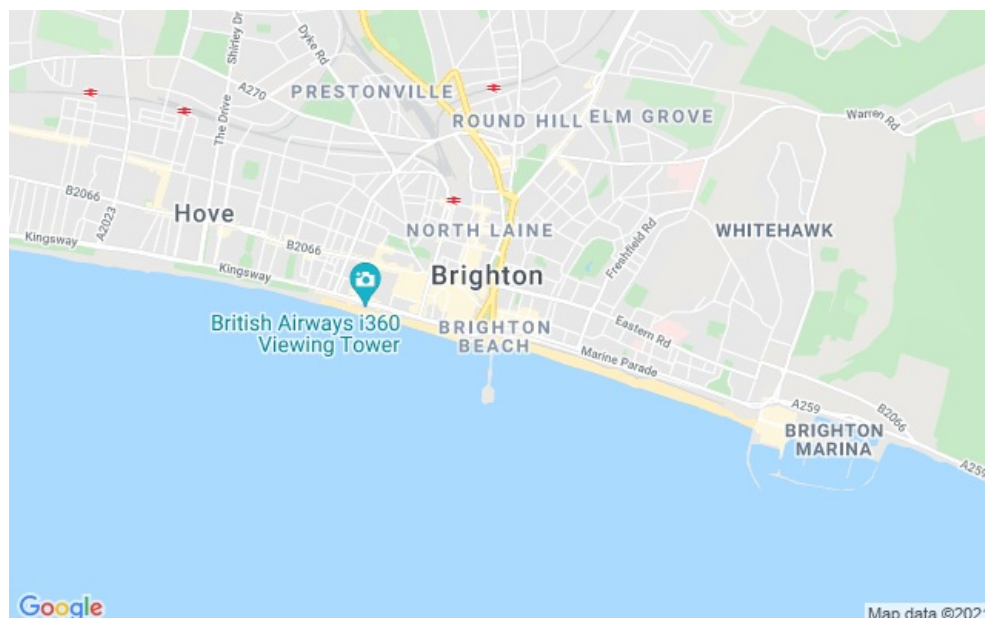 Shirley Dr
Dyke Rd
A270
PRESTONVILLE
The Drive
ROUND HILL
ELM GROVE
Warren Rd
B2066
A2023
Hove
Kingsway
B2066
Kingsway
NORTH LAINE
Freshfield Rd
WHITEHAWK
Brighton
British Airways i360
Viewing Tower
BRIGHTON
BEACH
Eastern Rd
Marine Parade
A259
B2066
BRIGHTON
MARINA
A259
Google
Map data ©2021